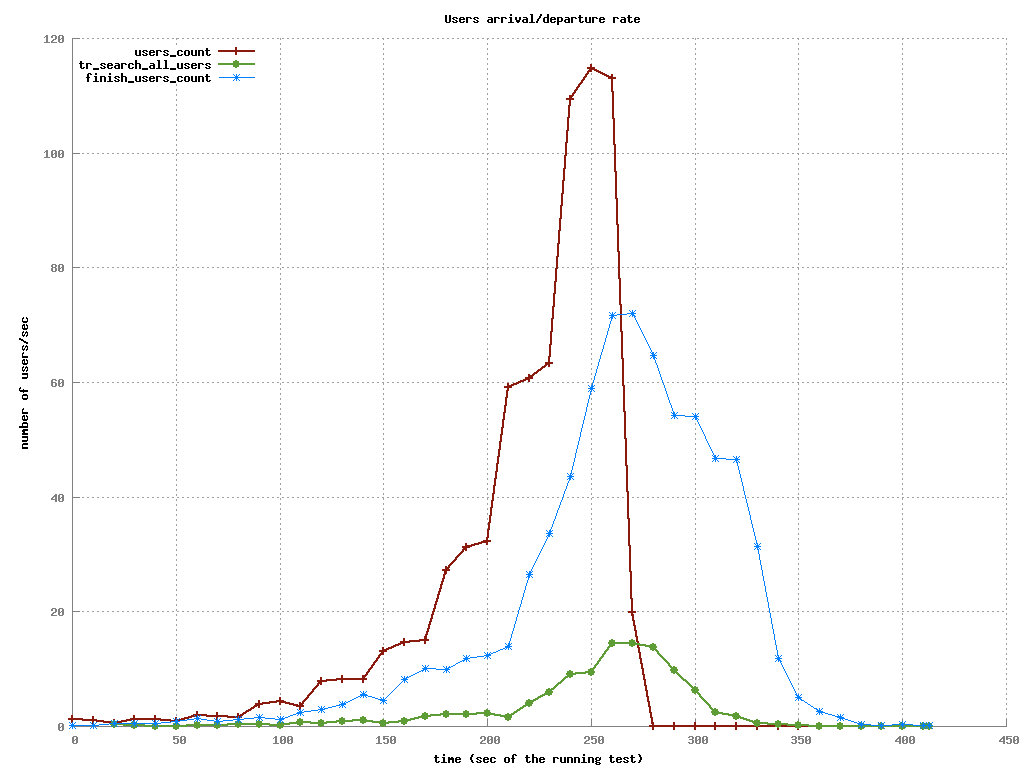 Users arrival/departure rate
users_count
tr_search_all_users
finish_users_count
120
100
80
60
40
20
0
number of users/sec
0 50 100 150 200 250 300 350 400 450
time (sec of the running test)